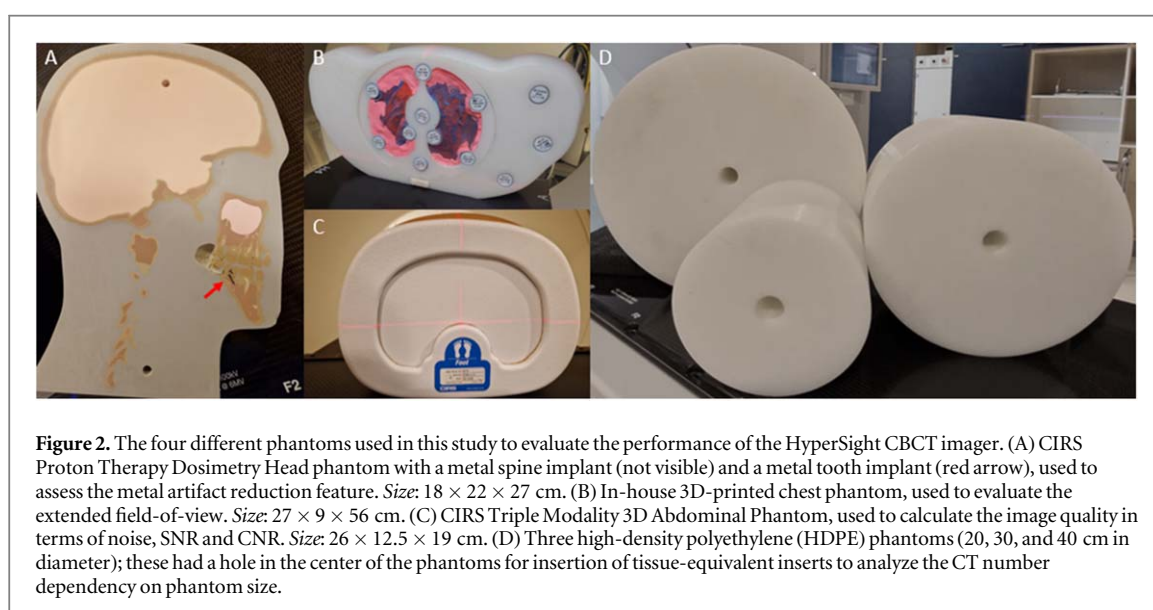 A
B
D
C
Foot
CIRS
F2
Figure 2. The four different phantoms used in this study to evaluate the performance of the HyperSight CBCT imager. (A) CIRS
Proton Therapy Dosimetry Head phantom with a metal spine implant (not visible) and a metal tooth implant (red arrow), used to
assess the metal artifact reduction feature. Size: 18 × 22 × 27 cm. (B) In-house 3D-printed chest phantom, used to evaluate the
extended field-of-view. Size: 27 × 9 × 56 cm. (C) CIRS Triple Modality 3D Abdominal Phantom, used to calculate the image quality in
terms of noise, SNR and CNR. Size: 26 × 12.5 × 19 cm. (D) Three high-density polyethylene (HDPE) phantoms (20, 30, and 40 cm in
diameter); these had a hole in the center of the phantoms for insertion of tissue-equivalent inserts to analyze the CT number
dependency on phantom size.